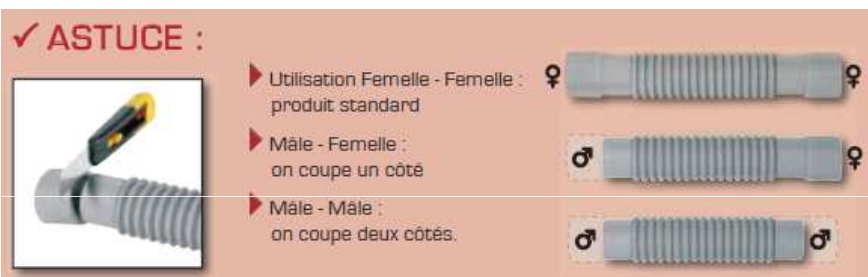 ✓ ASTUCE :
Utilisation Femelle - Femelle :
produit standard
Mâle - Femelle :
on coupe un côté
Mâle - Mâle :
on coupe deux côtés.
♀ ♀
♂ ♀
♂ ♂